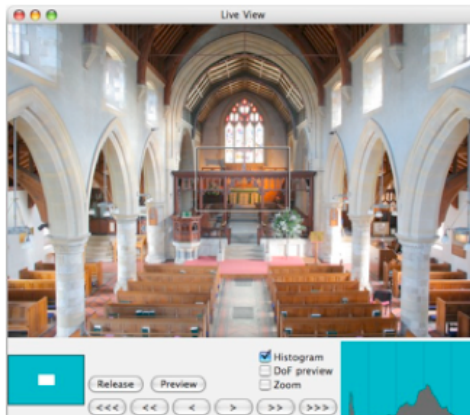 Live View
Histogram
DoF preview
Zoom
Release Preview
<<< << < > >> >>>